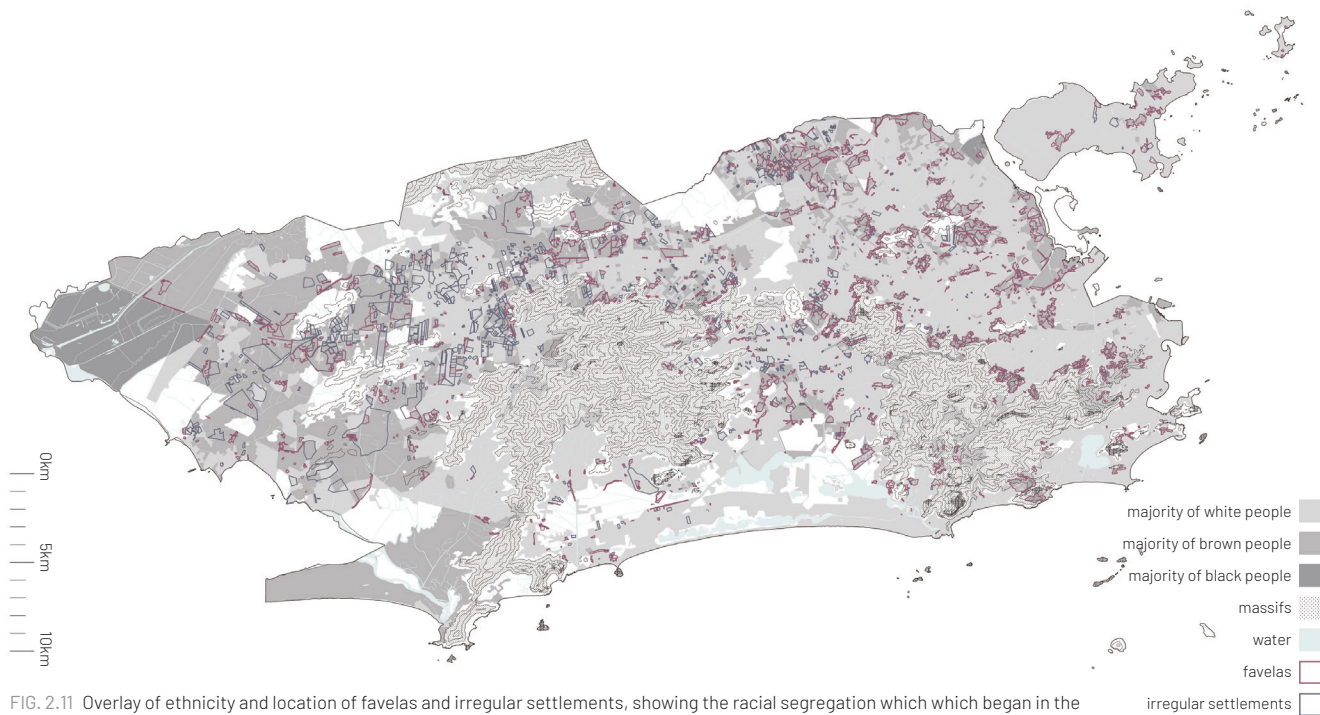 0km
5km
10km
majority of white people
majority of brown people
majority of black people
massifs
water
favelas
irregular settlements
FIG. 2.11 Overlay of ethnicity and location of favelas and irregular settlements, showing the racial segregation which which began in the